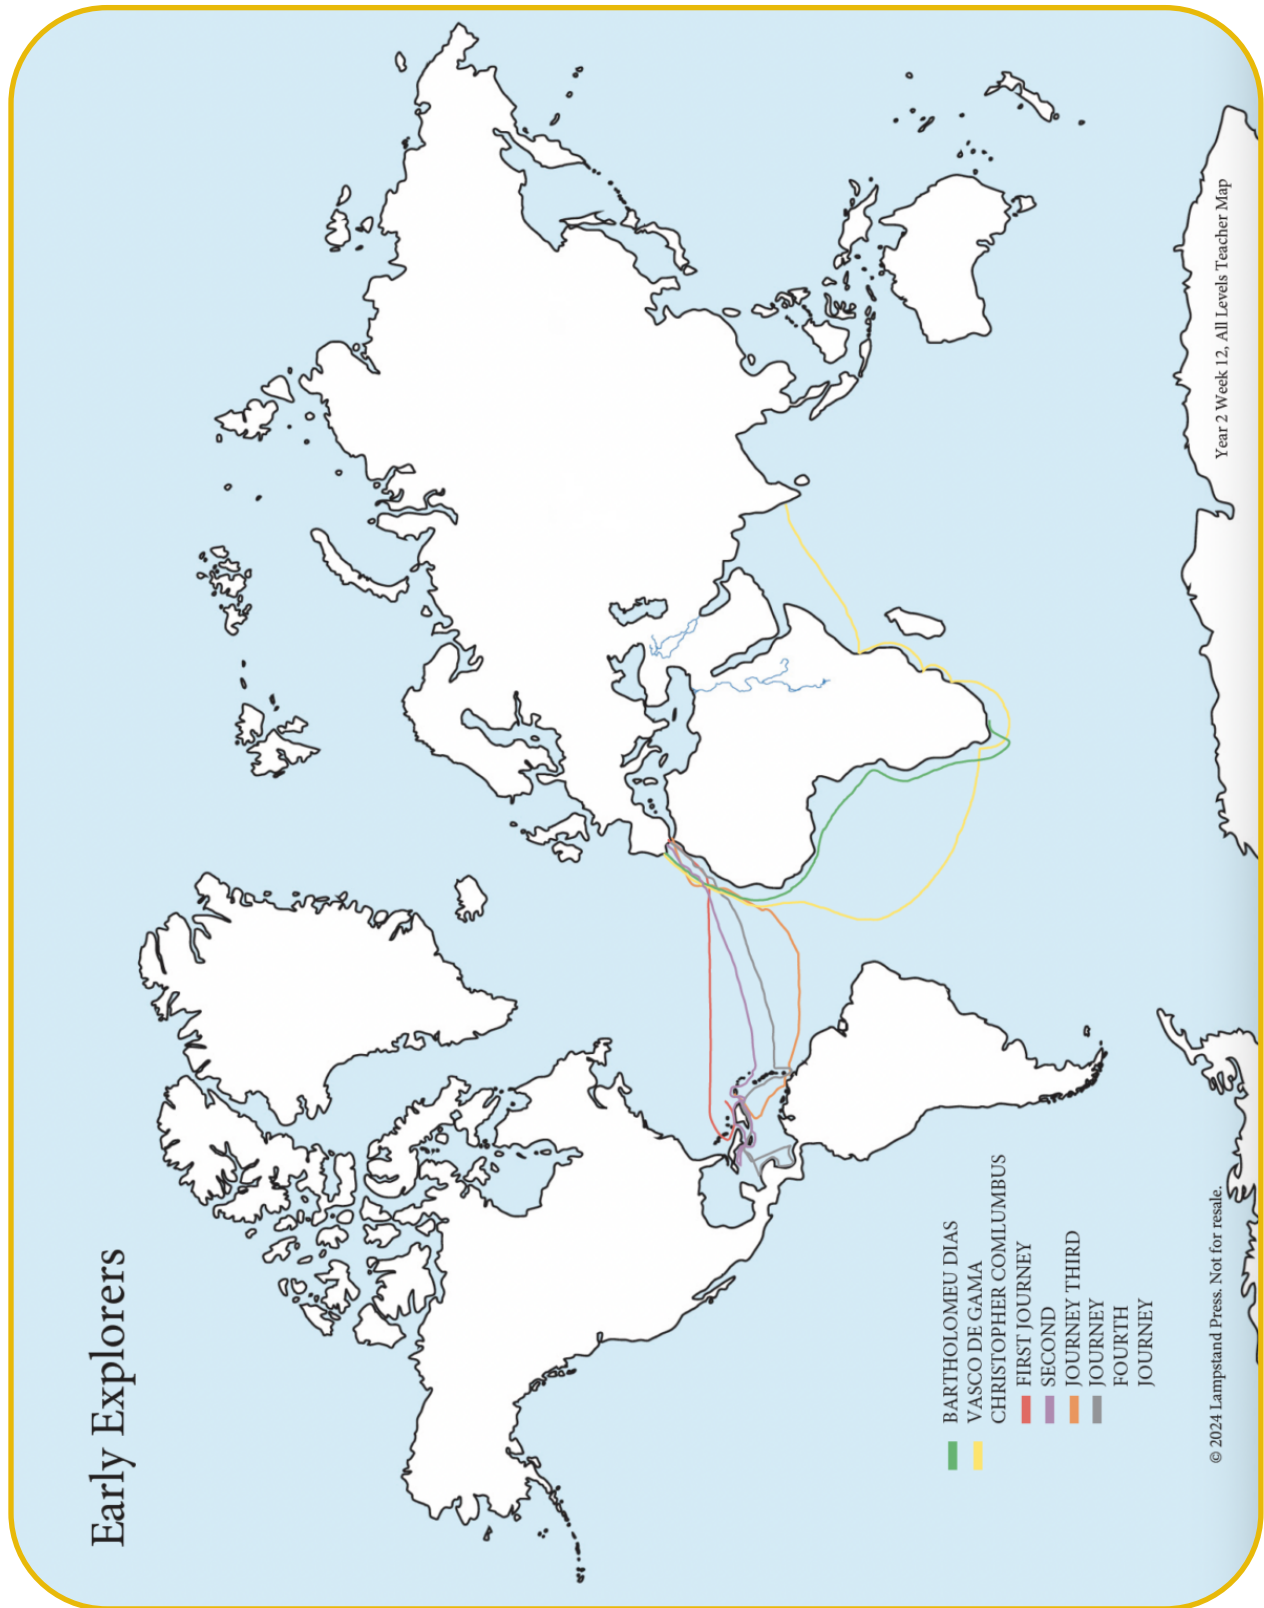 Early Explorers
BARTHOLOMEU DIAS
VASCO DE GAMA
CHRISTOPHER COMLUMBUS
FIRST JOURNEY
SECOND
JOURNEY THIRD
JOURNEY
FOURTH
JOURNEY
© 2024 Lampstand Press. Not for resale.
Year 2 Week 12, All Levels Teacher Map